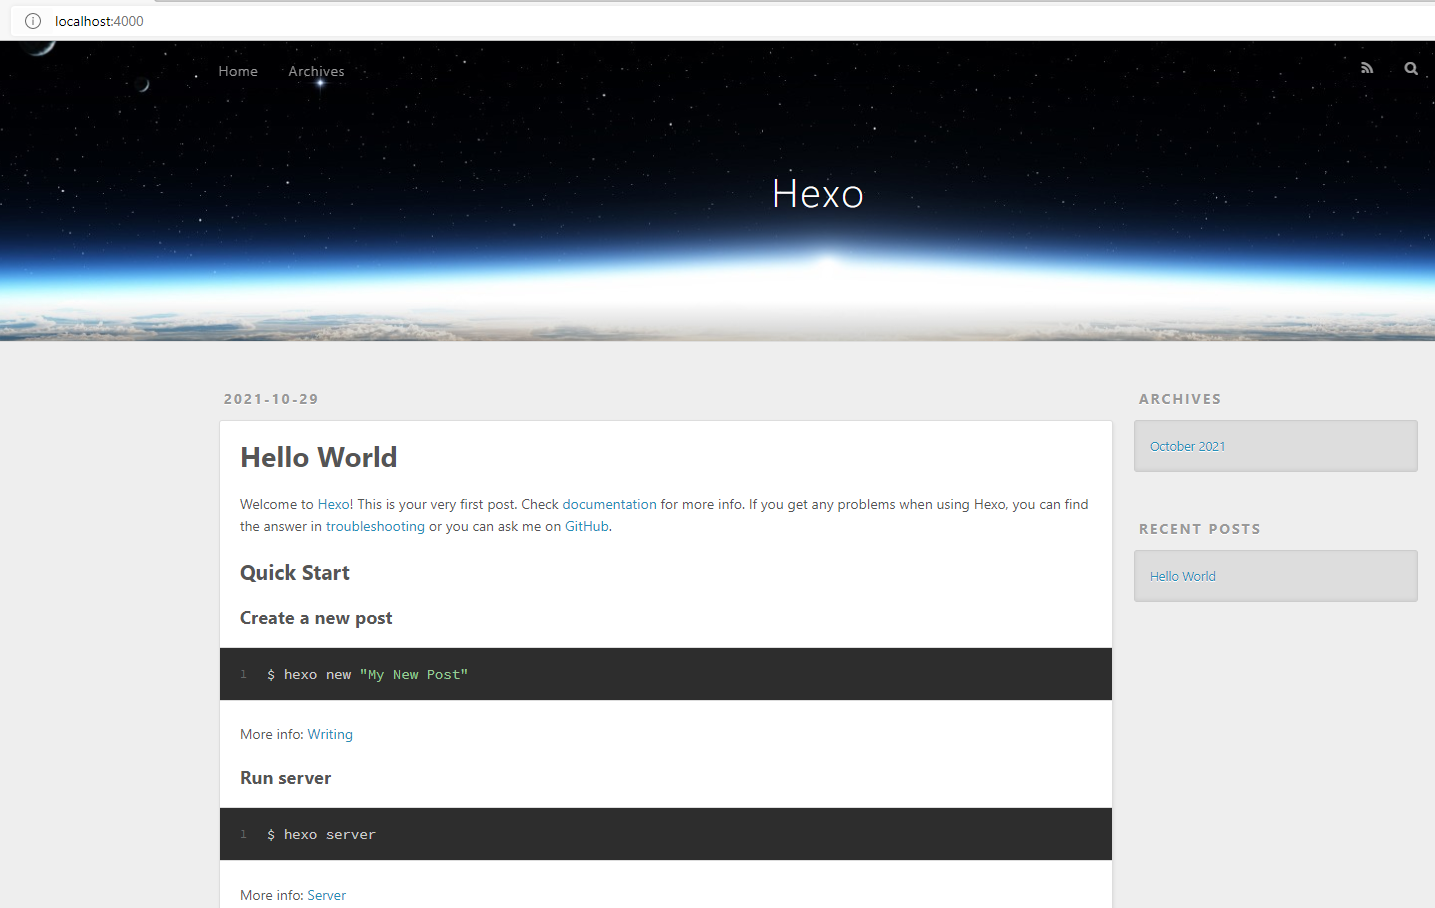 localhost:4000
Home Archives
Hexo
2021-10-29
Hello World
Welcome to Hexo! This is your very first post. Check documentation for more info. If you get any problems when using Hexo, you can find
the answer in troubleshooting or you can ask me on GitHub.
Quick Start
Create a new post
1 $ hexo new "My New Post"
More info: Writing
Run server
1 $ hexo server
More info: Server
ARCHIVES
October 2021
RECENT POSTS
Hello World